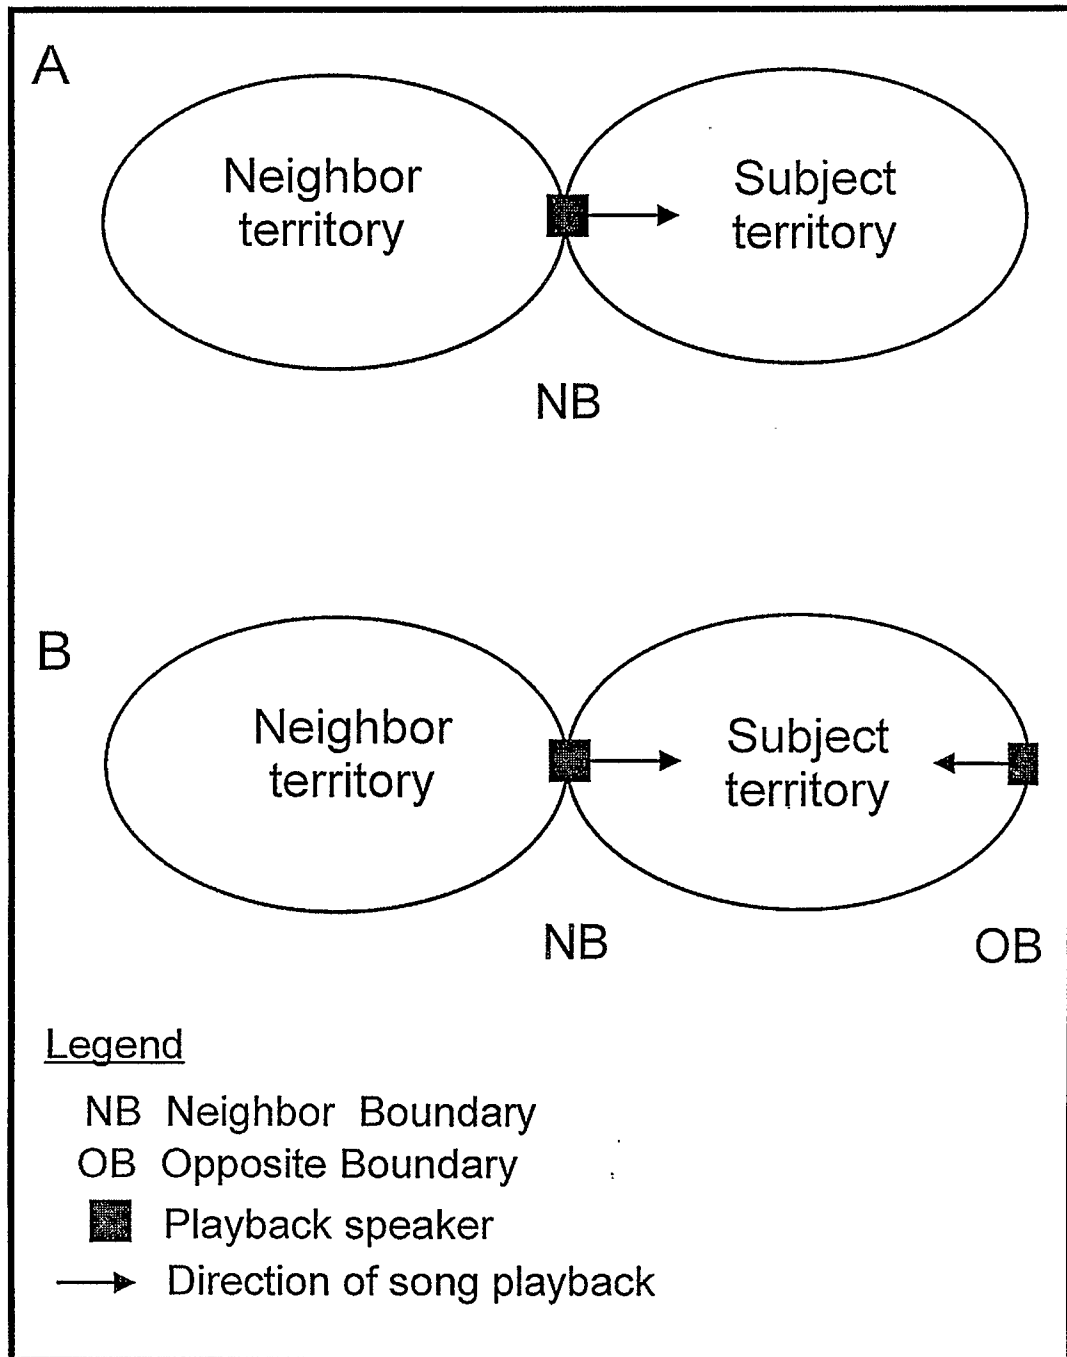 A
Neighbor
territory
Subject
territory
NB
B
Neighbor
territory
Subject
territory
NB
OB
Legend
NB Neighbor Boundary
OB Opposite Boundary
Playback speaker
Direction of song playback